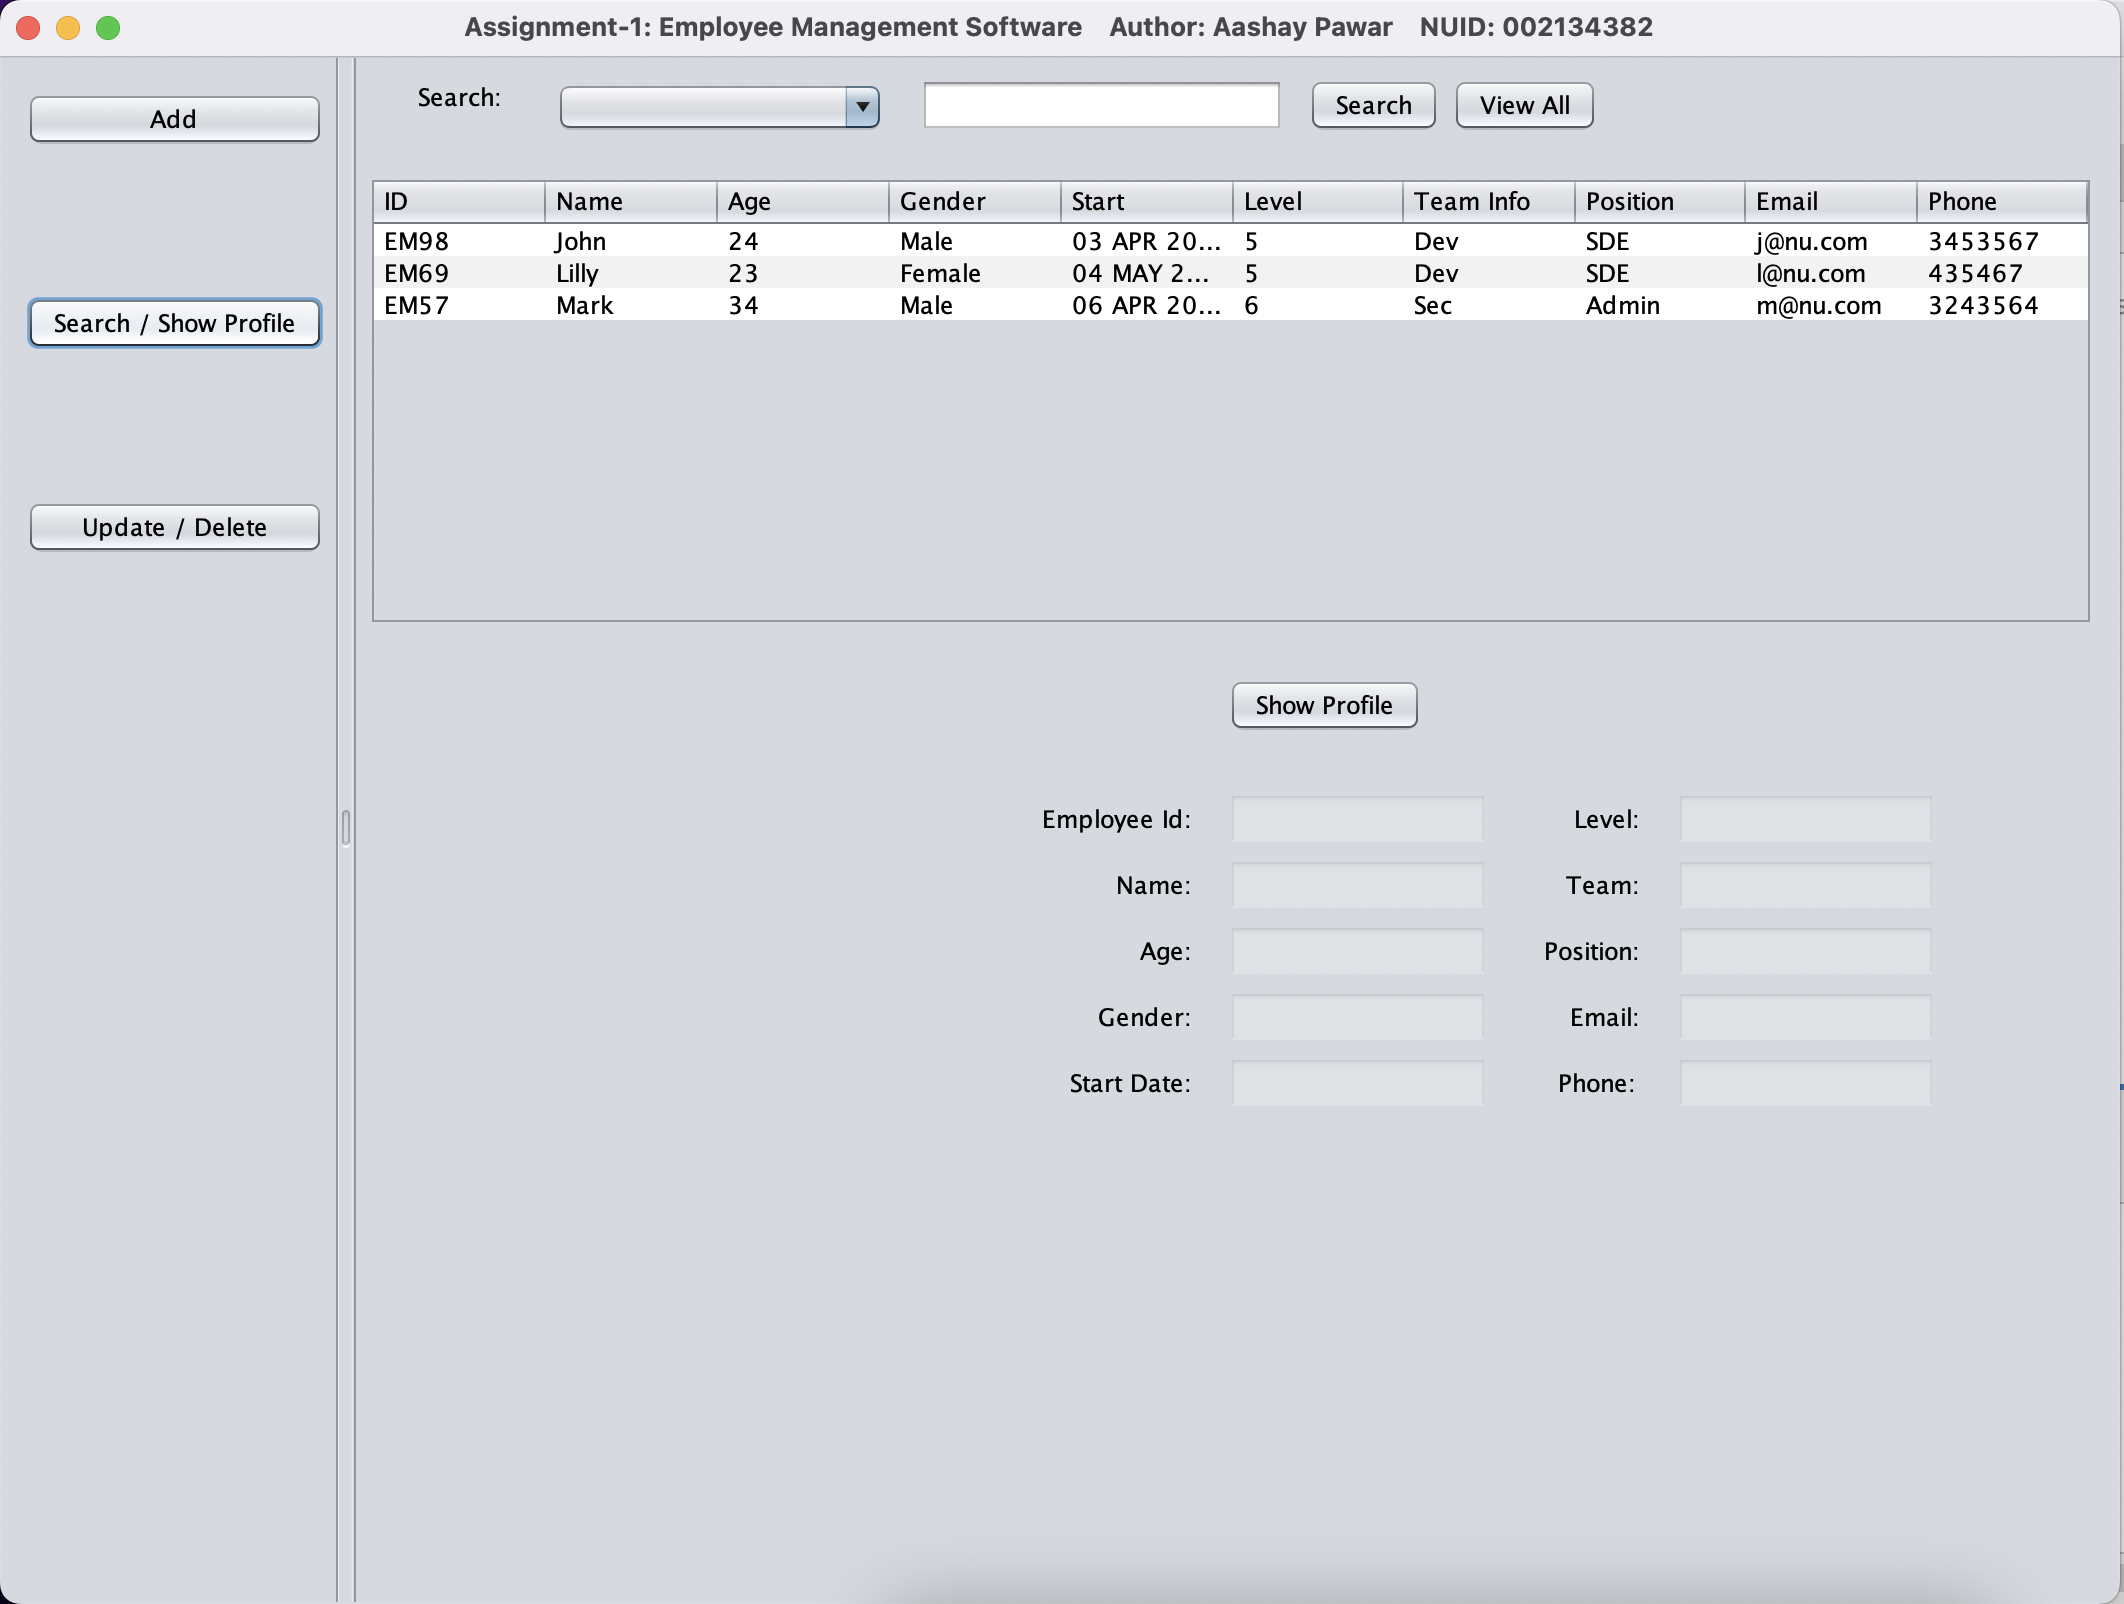 Assignment-1: Employee Management Software Author: Aashay Pawar NUID: 002134382
Add
Search / Show Profile
Update / Delete
Search: Search View All
ID Name Age Gender Start Level Team Info Position Email Phone
EM98 John 24 Male 03 APR 20... 5 Dev SDE j@nu.com 3453567
EM69 Lilly 23 Female 04 MAY 2... 5 Dev SDE l@nu.com 435467
EM57 Mark 34 Male 06 APR 20... 6 Sec Admin m@nu.com 3243564
Show Profile
Employee Id: Level:
Name: Team:
Age: Position:
Gender: Email:
Start Date: Phone: